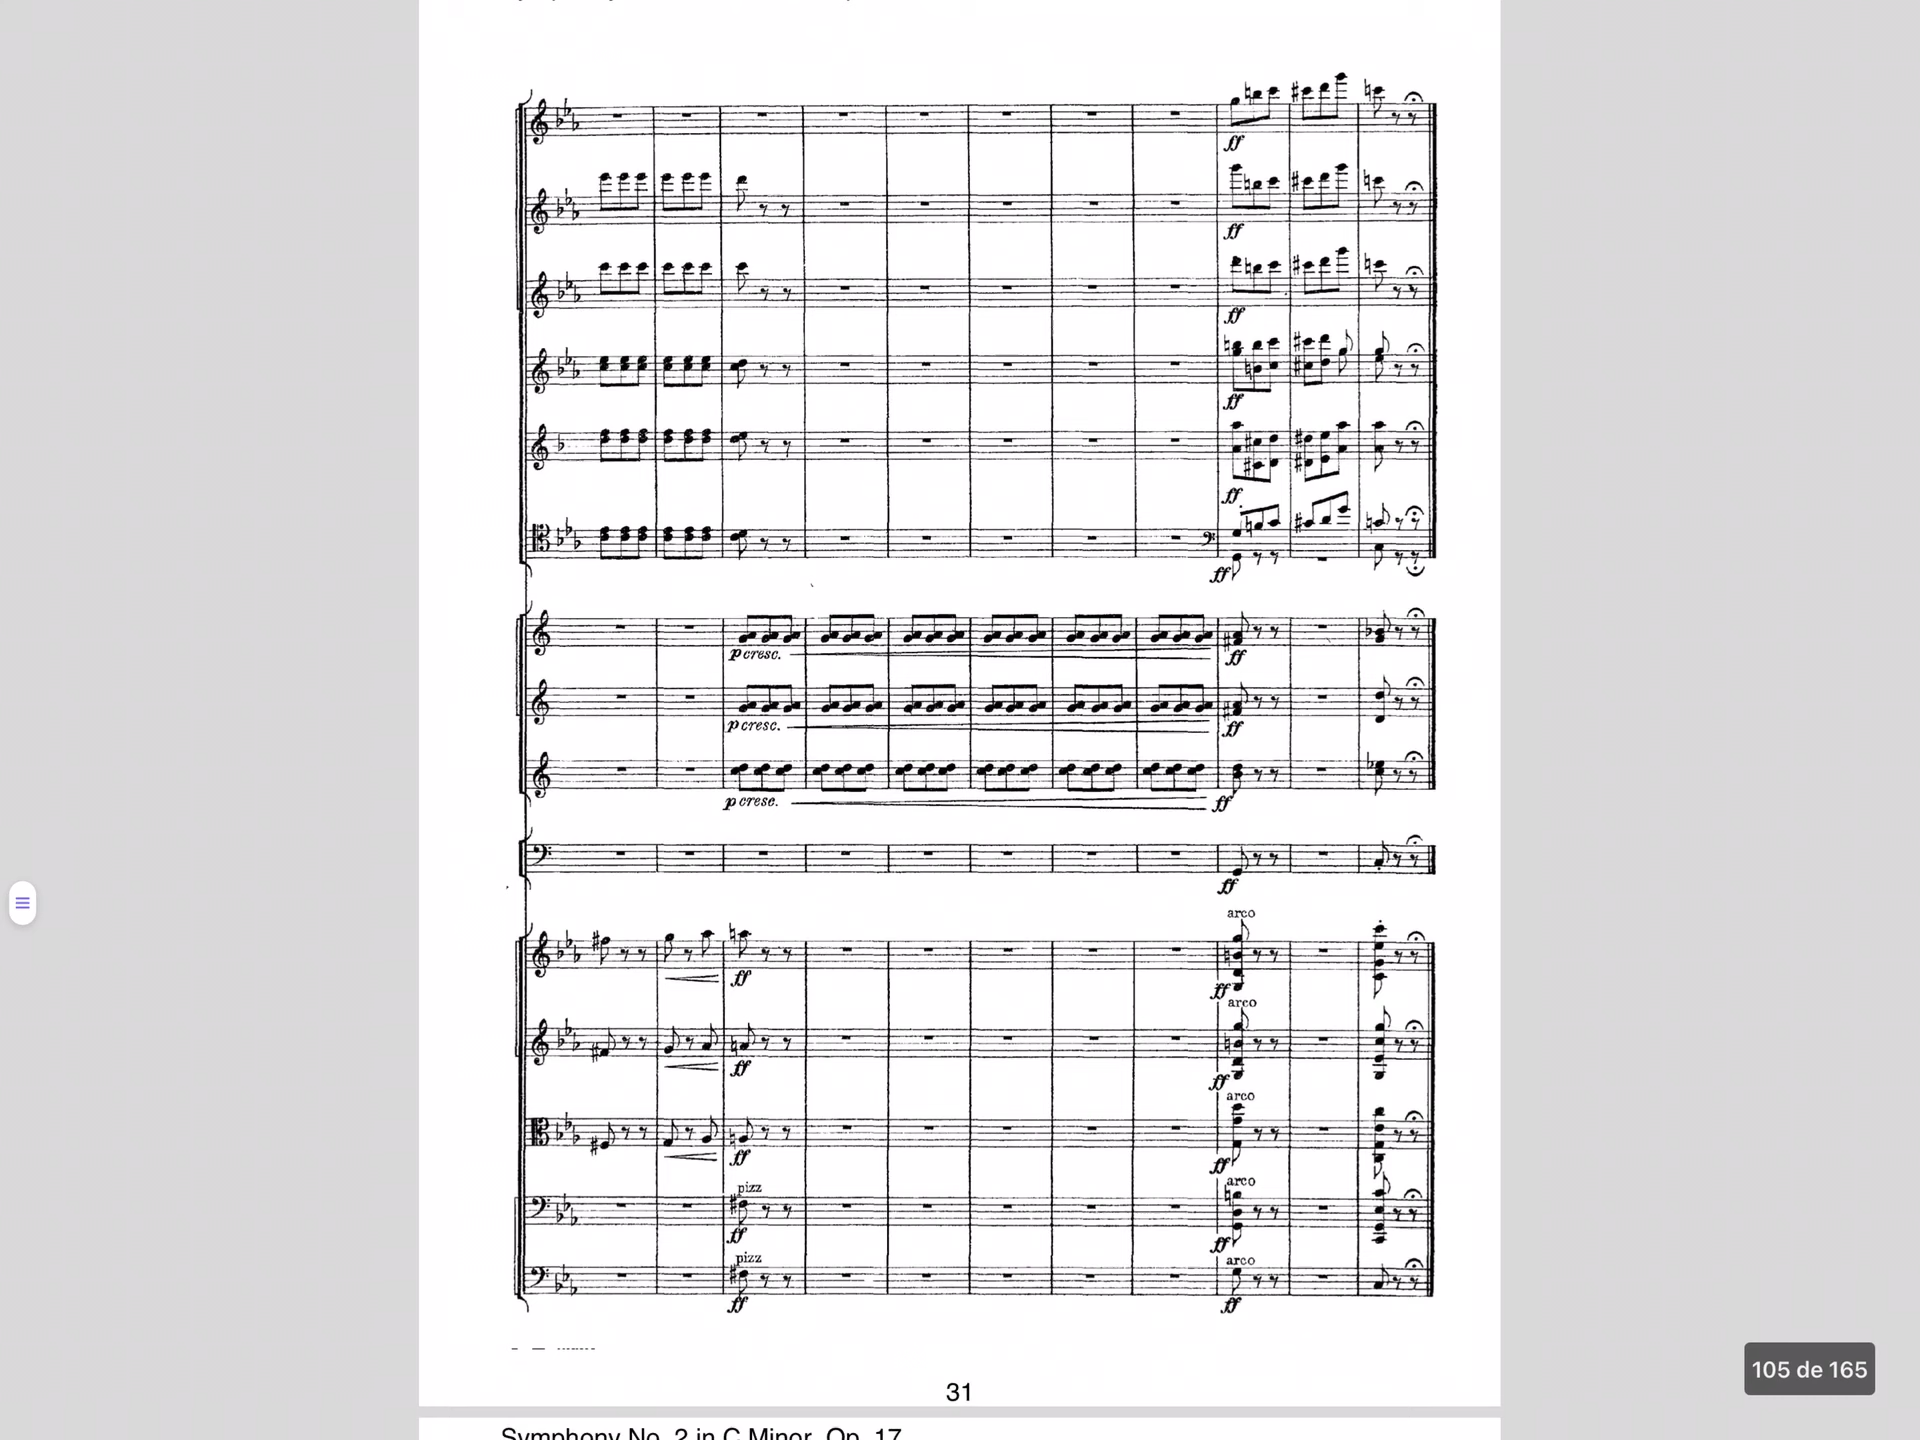 ff
ff
ff
ff
ff
ff
p cresc. ff
p cresc. ff
p cresc. ff
ff
arco
ff ff
arco
ff ff
arco
ff ff
pizz arco
ff ff
pizz arco
ff ff
31
105 de 165
Symphony No. 2 in C Minor, Op. 17